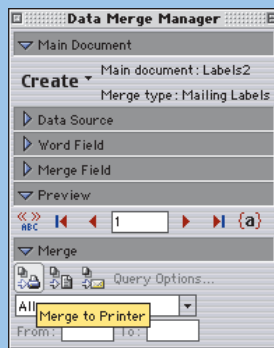 Data Merge Manager
Main Document
Create
Main document: Labels2
Merge type: Mailing Labels
Data Source
Word Field
Merge Field
Preview
«» ABC
1
{a}
Merge
Query Options...
All
Merge to Printer
From: To: